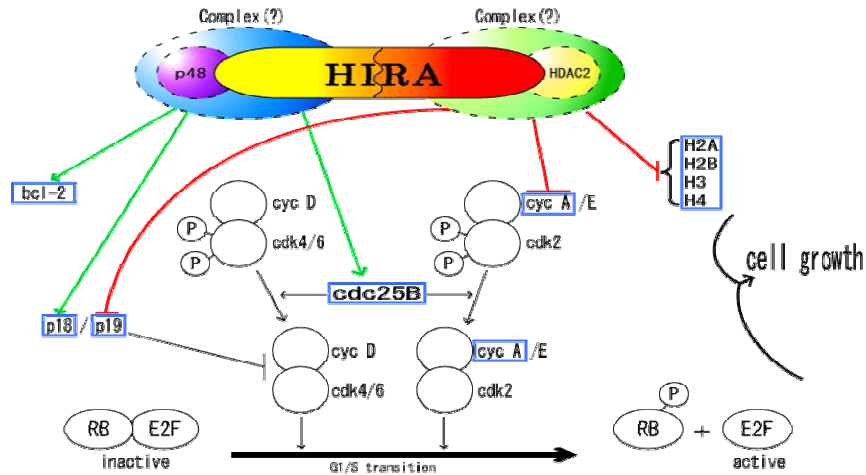 Complex(?) Complex(?)
p48 HIRA HDAC2
H2A
H2B
H3
H4
bcl-2
cyc D cyc A /E
P P
cdk4/6 cdk2
P P
cell growth
cdc25B
p18 / p19
cyc D cyc A /E
cdk4/6 cdk2
P
RB E2F RB + E2F
inactive active
G1/S transition